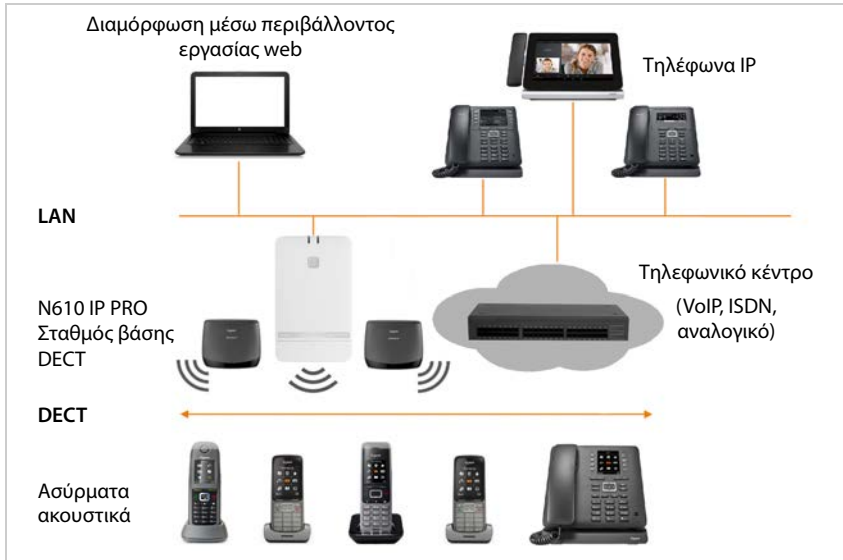 Διαμόρφωση μέσω περιβάλλοντος
εργασίας web
Τηλέφωνα IP
LAN
Τηλεφωνικό κέντρο
(VoIP, ISDN,
αναλογικό)
N610 IP PRO
Σταθμός βάσης
DECT
DECT
Ασύρματα
ακουστικά